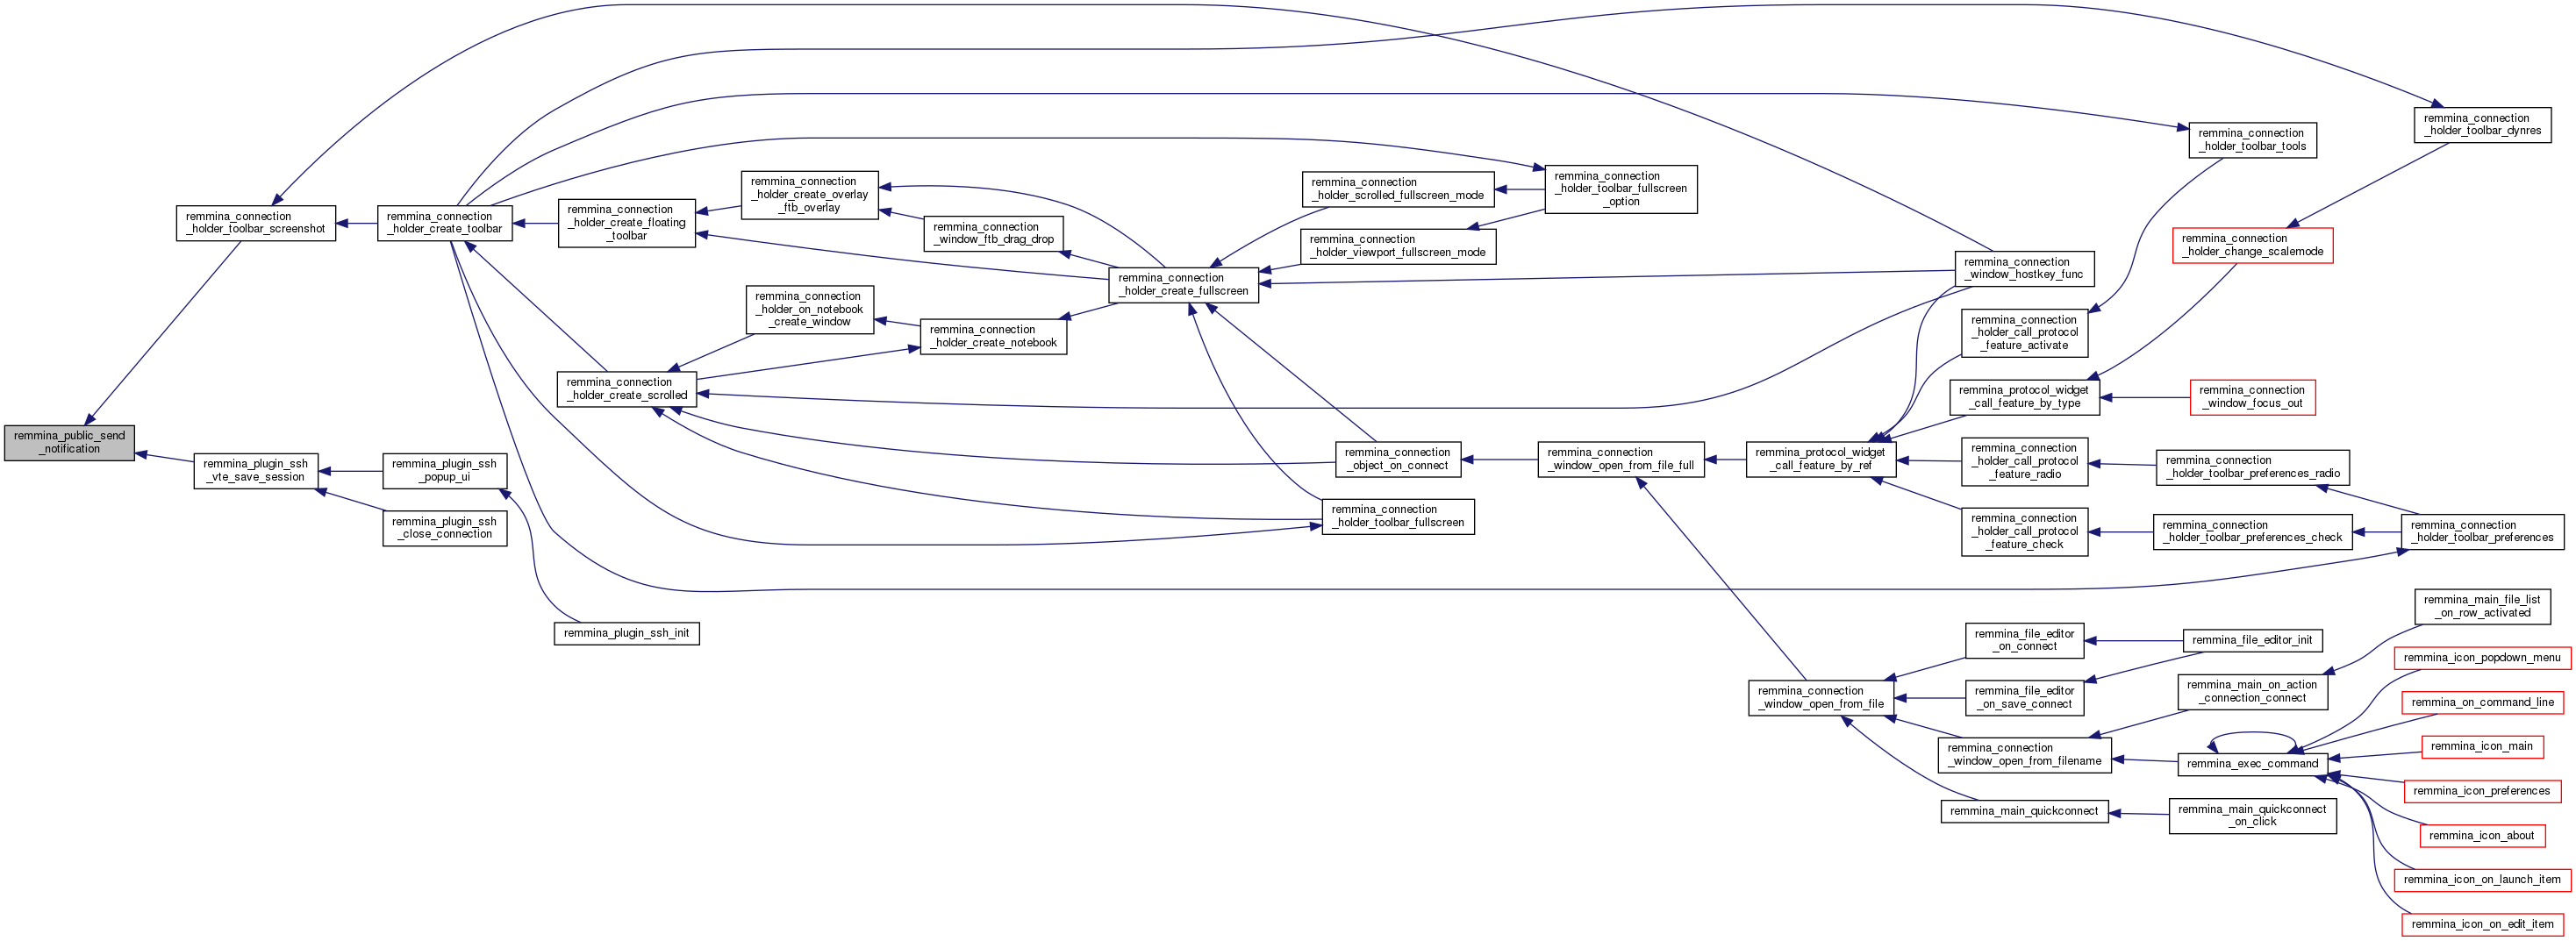 remmina_public_send
_notification
remmina_connection
_holder_toolbar_screenshot
remmina_plugin_ssh
_vte_save_session
remmina_connection
_holder_create_toolbar
remmina_plugin_ssh
_popup_ui
remmina_plugin_ssh
_close_connection
remmina_connection
_holder_create_floating
_toolbar
remmina_connection
_holder_create_scrolled
remmina_plugin_ssh_init
remmina_connection
_holder_create_overlay
_ftb_overlay
remmina_connection
_holder_on_notebook
_create_window
remmina_connection
_window_ftb_drag_drop
remmina_connection
_holder_create_notebook
remmina_connection
_holder_create_fullscreen
remmina_connection
_holder_scrolled_fullscreen_mode
remmina_connection
_holder_viewport_fullscreen_mode
remmina_connection
_object_on_connect
remmina_connection
_holder_toolbar_fullscreen
remmina_connection
_holder_toolbar_fullscreen
_option
remmina_connection
_window_open_from_file_full
remmina_protocol_widget
_call_feature_by_ref
remmina_connection
_window_open_from_file
remmina_connection
_window_hostkey_func
remmina_connection
_holder_call_protocol
_feature_activate
remmina_protocol_widget
_call_feature_by_type
remmina_connection
_holder_call_protocol
_feature_radio
remmina_connection
_holder_call_protocol
_feature_check
remmina_file_editor
_on_connect
remmina_file_editor
_on_save_connect
remmina_connection
_window_open_from_filename
remmina_main_quickconnect
remmina_connection
_holder_toolbar_tools
remmina_connection
_holder_change_scalemode
remmina_connection
_window_focus_out
remmina_connection
_holder_toolbar_preferences_radio
remmina_connection
_holder_toolbar_preferences_check
remmina_file_editor_init
remmina_main_on_action
_connection_connect
remmina_exec_command
remmina_main_quickconnect
_on_click
remmina_connection
_holder_toolbar_dynres
remmina_connection
_holder_toolbar_preferences
remmina_main_file_list
_on_row_activated
remmina_icon_popdown_menu
remmina_on_command_line
remmina_icon_main
remmina_icon_preferences
remmina_icon_about
remmina_icon_on_launch_item
remmina_icon_on_edit_item